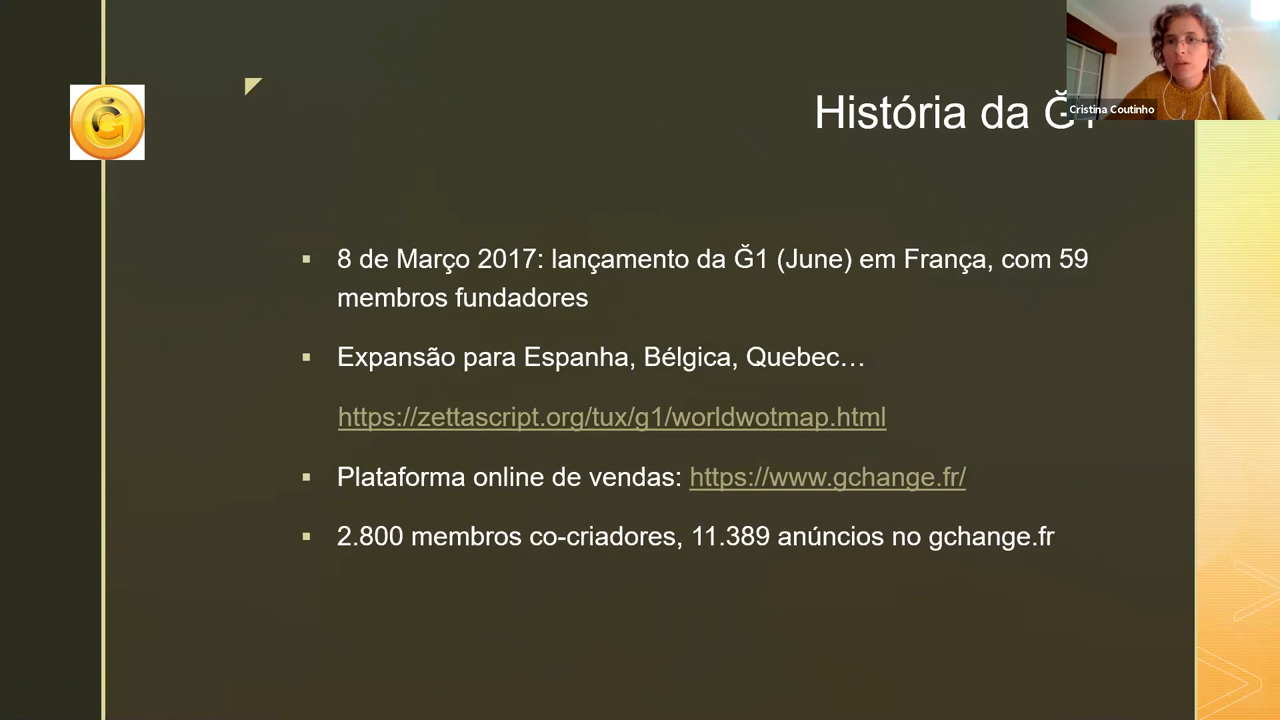 História da Ğ1
Cristina Coutinho
8 de Março 2017: lançamento da Ğ1 (June) em França, com 59
membros fundadores
Expansão para Espanha, Bélgica, Quebec…
https://zettascript.org/tux/g1/worldwotmap.html
Plataforma online de vendas: https://www.gchange.fr/
2.800 membros co-criadores, 11.389 anúncios no gchange.fr